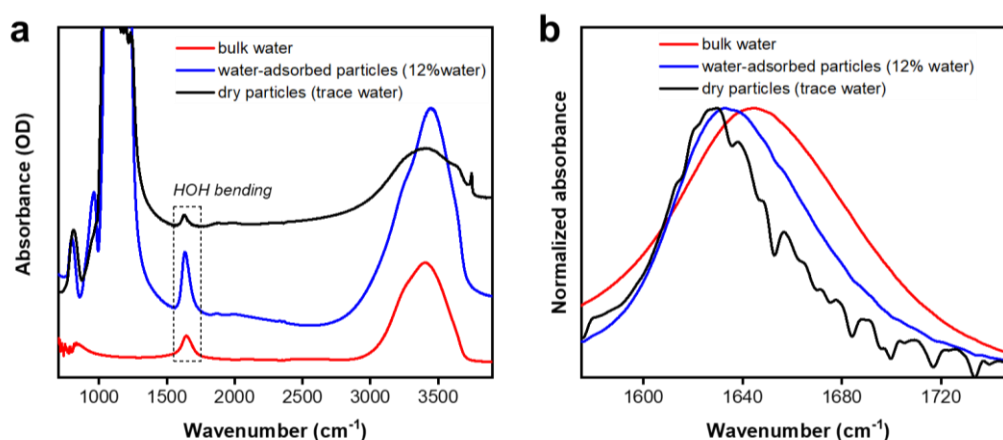 a
bulk water
water-adsorbed particles (12%water)
dry particles (trace water)
HOH bending
Absorbance (OD)
1000 1500 2000 2500 3000 3500
Wavenumber (cm⁻¹)
b
bulk water
water-adsorbed particles (12% water)
dry particles (trace water)
Normalized absorbance
1600 1640 1680 1720
Wavenumber (cm⁻¹)